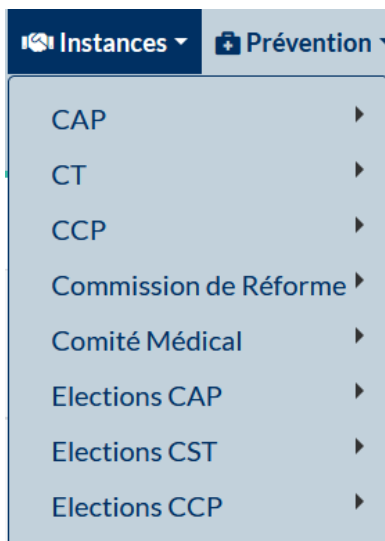 Instances Prévention
CAP
CT
CCP
Commission de Réforme
Comité Médical
Elections CAP
Elections CST
Elections CCP